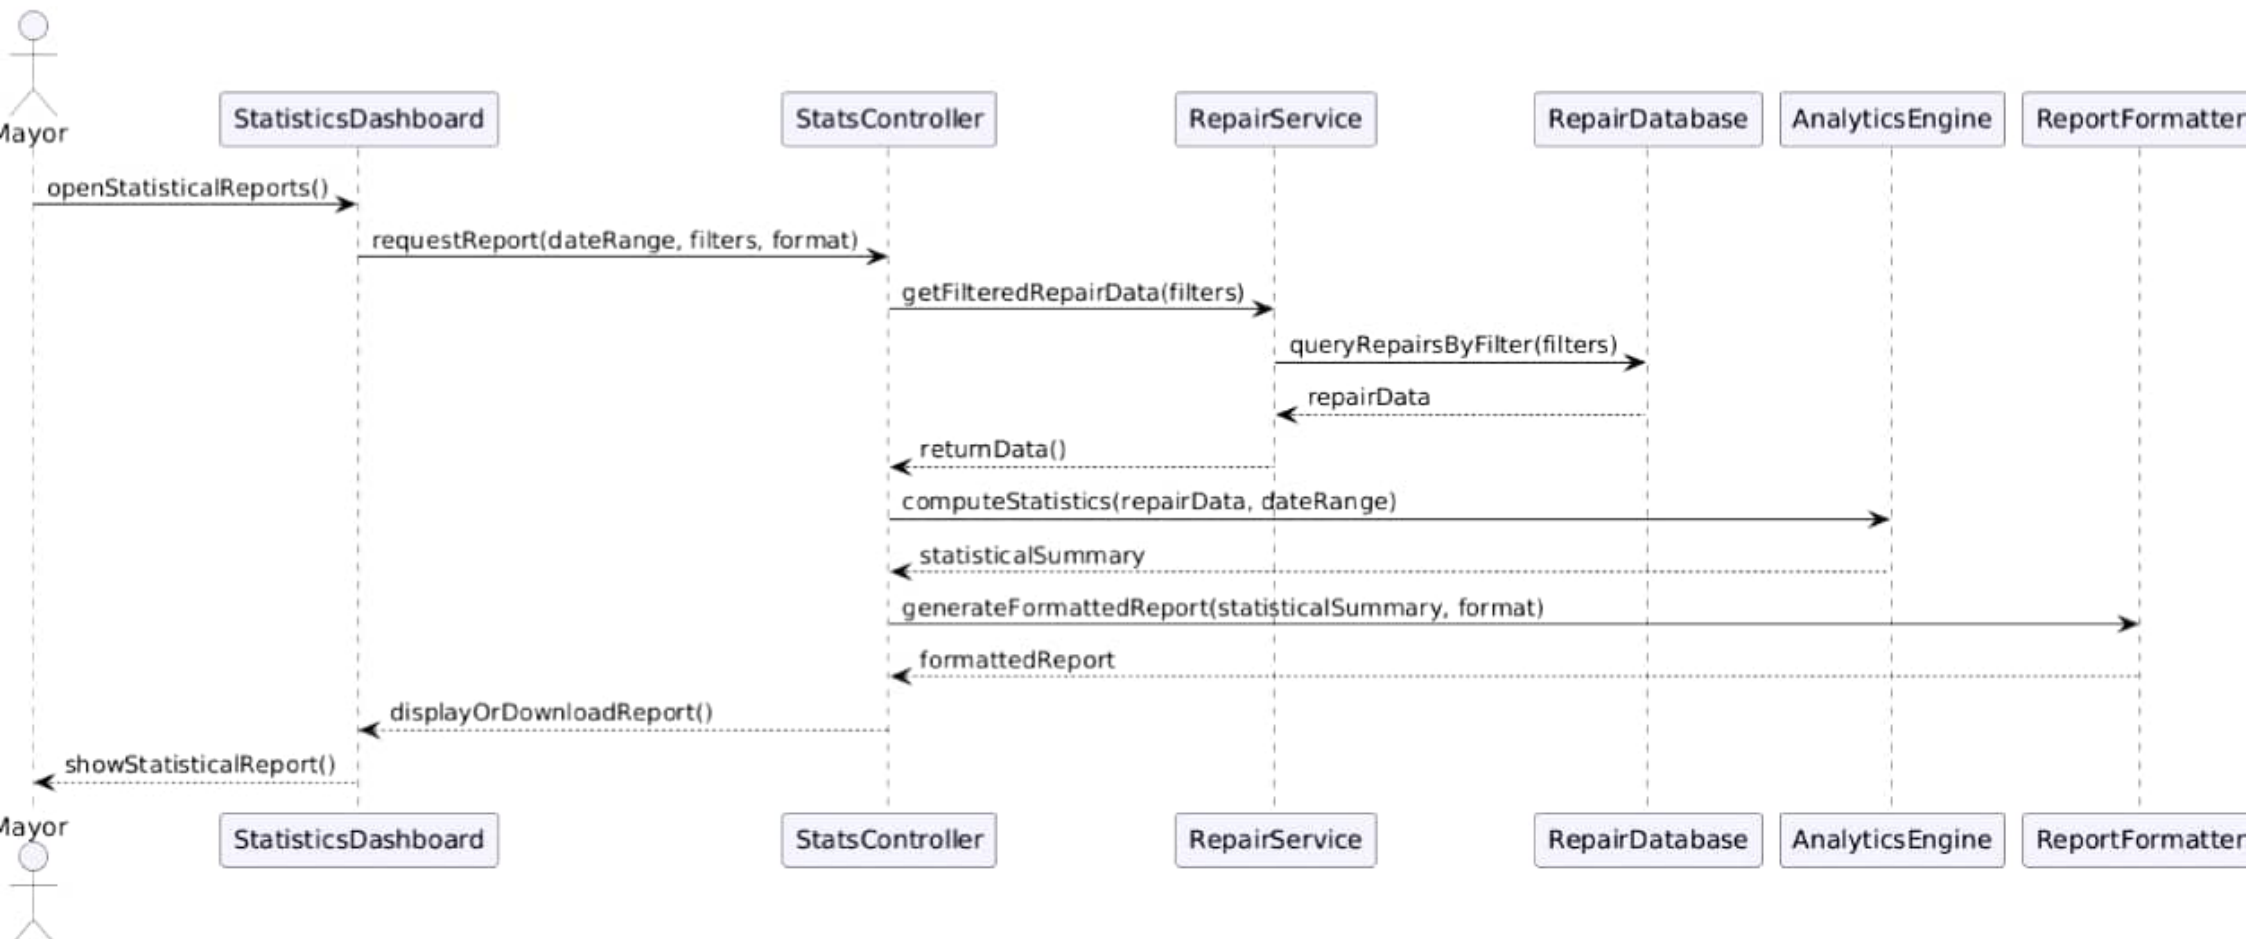 Mayor
StatisticsDashboard
StatsController
RepairService
RepairDatabase
AnalyticsEngine
ReportFormatter
openStatisticalReports()
requestReport(dateRange, filters, format)
getFilteredRepairData(filters)
queryRepairsByFilter(filters)
repairData
returnData()
computeStatistics(repairData, dateRange)
statisticalSummary
generateFormattedReport(statisticalSummary, format)
formattedReport
displayOrDownloadReport()
showStatisticalReport()
Mayor
StatisticsDashboard
StatsController
RepairService
RepairDatabase
AnalyticsEngine
ReportFormatter